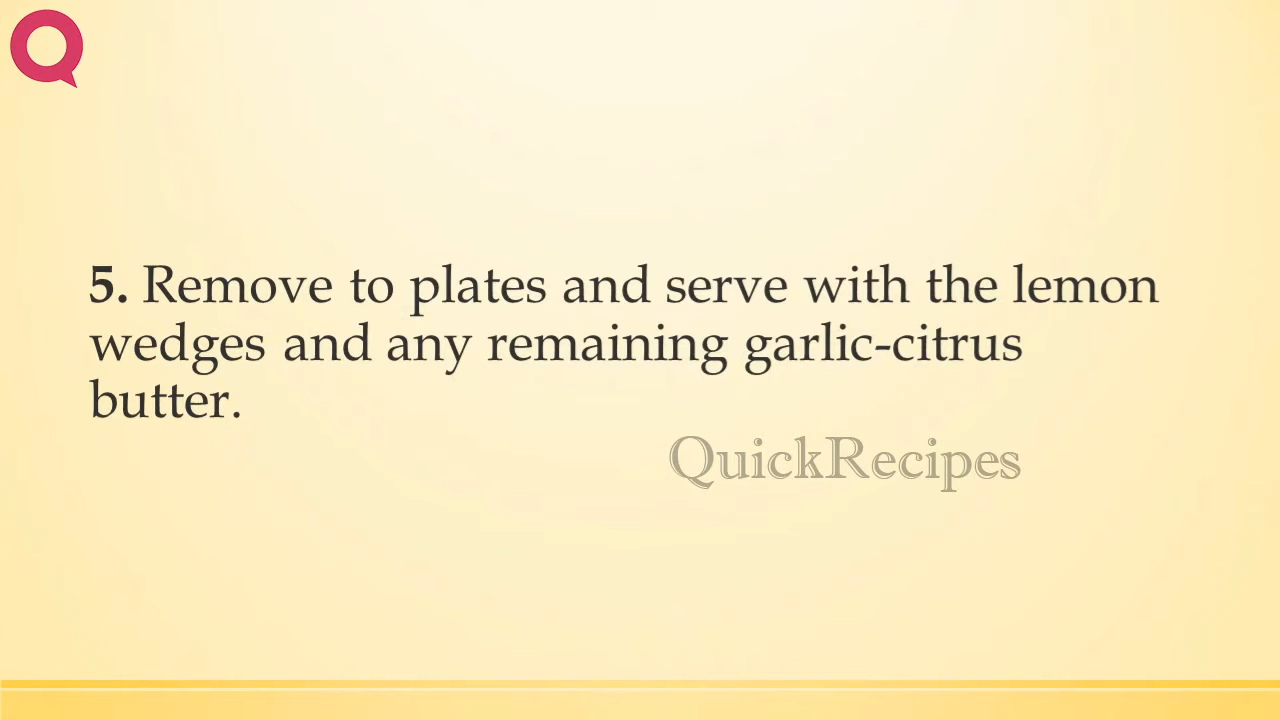 5. Remove to plates and serve with the lemon
wedges and any remaining garlic-citrus
butter.
QuickRecipes